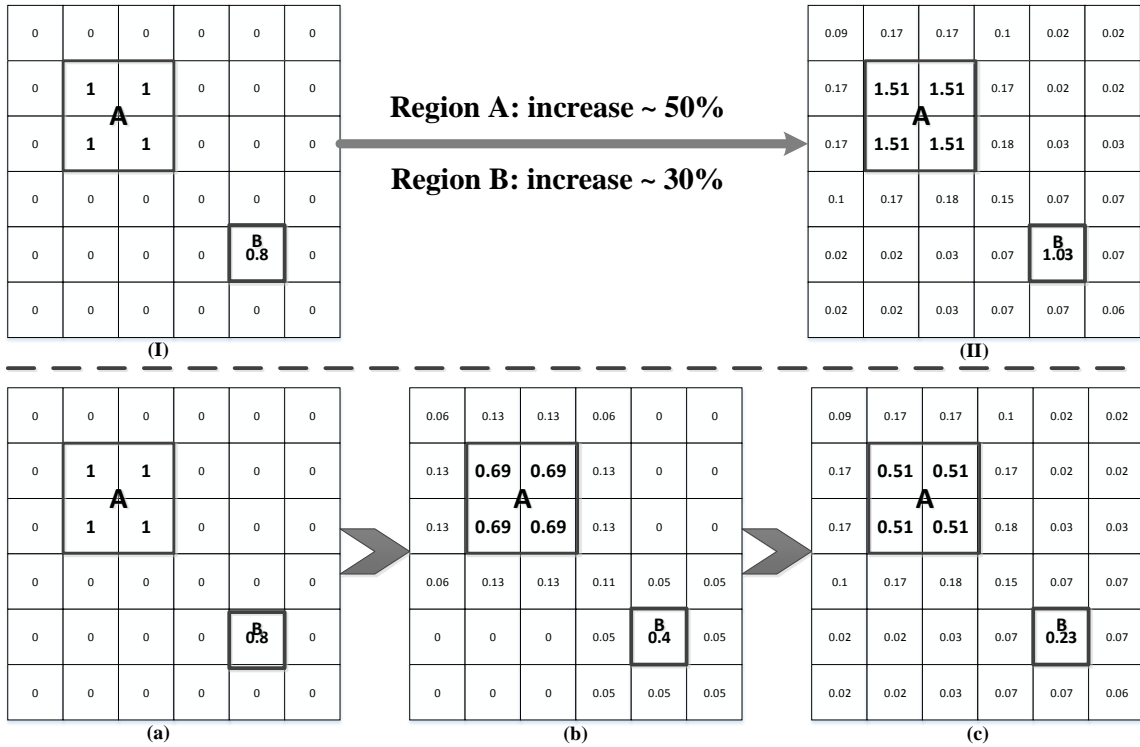 0 0 0 0 0 0
0 1 1 0 0 0
A
0 1 1 0 0 0
0 0 0 0 0 0
B
0 0 0 0 0.8 0
0 0 0 0 0 0
(I)
Region A: increase ~ 50%
Region B: increase ~ 30%
0.09 0.17 0.17 0.1 0.02 0.02
0.17 1.51 1.51 0.17 0.02 0.02
A
0.17 1.51 1.51 0.18 0.03 0.03
0.1 0.17 0.18 0.15 0.07 0.07
B
0.02 0.02 0.03 0.07 1.03 0.07
0.02 0.02 0.03 0.07 0.07 0.06
(II)
0 0 0 0 0 0
0 1 1 0 0 0
A
0 1 1 0 0 0
0 0 0 0 0 0
B
0 0 0 0 0.8 0
0 0 0 0 0 0
(a)
0.06 0.13 0.13 0.06 0 0
0.13 0.69 0.69 0.13 0 0
A
0.13 0.69 0.69 0.13 0 0
0.06 0.13 0.13 0.11 0.05 0.05
B
0 0 0 0.05 0.4 0.05
0 0 0 0.05 0.05 0.05
(b)
0.09 0.17 0.17 0.1 0.02 0.02
0.17 0.51 0.51 0.17 0.02 0.02
A
0.17 0.51 0.51 0.18 0.03 0.03
0.1 0.17 0.18 0.15 0.07 0.07
B
0.02 0.02 0.03 0.07 0.23 0.07
0.02 0.02 0.03 0.07 0.07 0.06
(c)